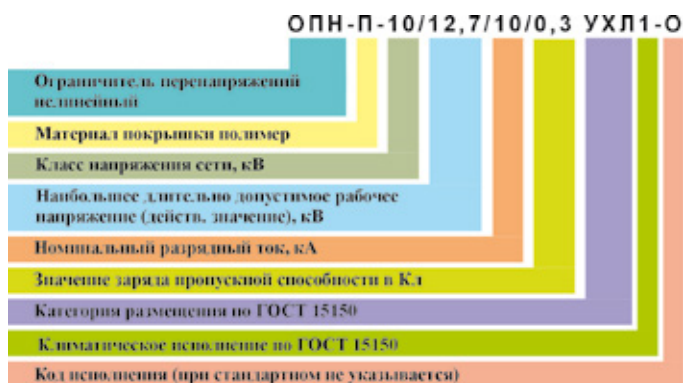 ОПН-П-10/12,7/10/0,3 УХЛ1-О
Ограничитель перенапряжений
нелинейный
Материал покрышки полимер
Класс напряжения сети, кВ
Наибольшее длительно допустимое рабочее
напряжение (действ. значение), кВ
Номинальный разрядный ток, кА
Значение заряда пропускной способности в Кл
Категория размещения по ГОСТ 15150
Климатическое исполнение по ГОСТ 15150
Код исполнения (при стандартном не указывается)